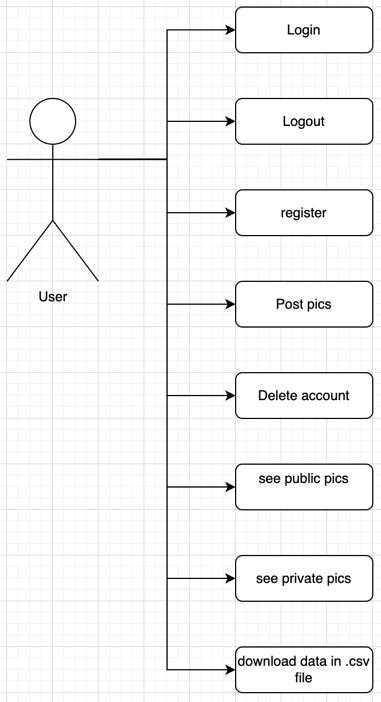 Login
Logout
register
User
Post pics
Delete account
see public pics
see private pics
download data in .csv
file